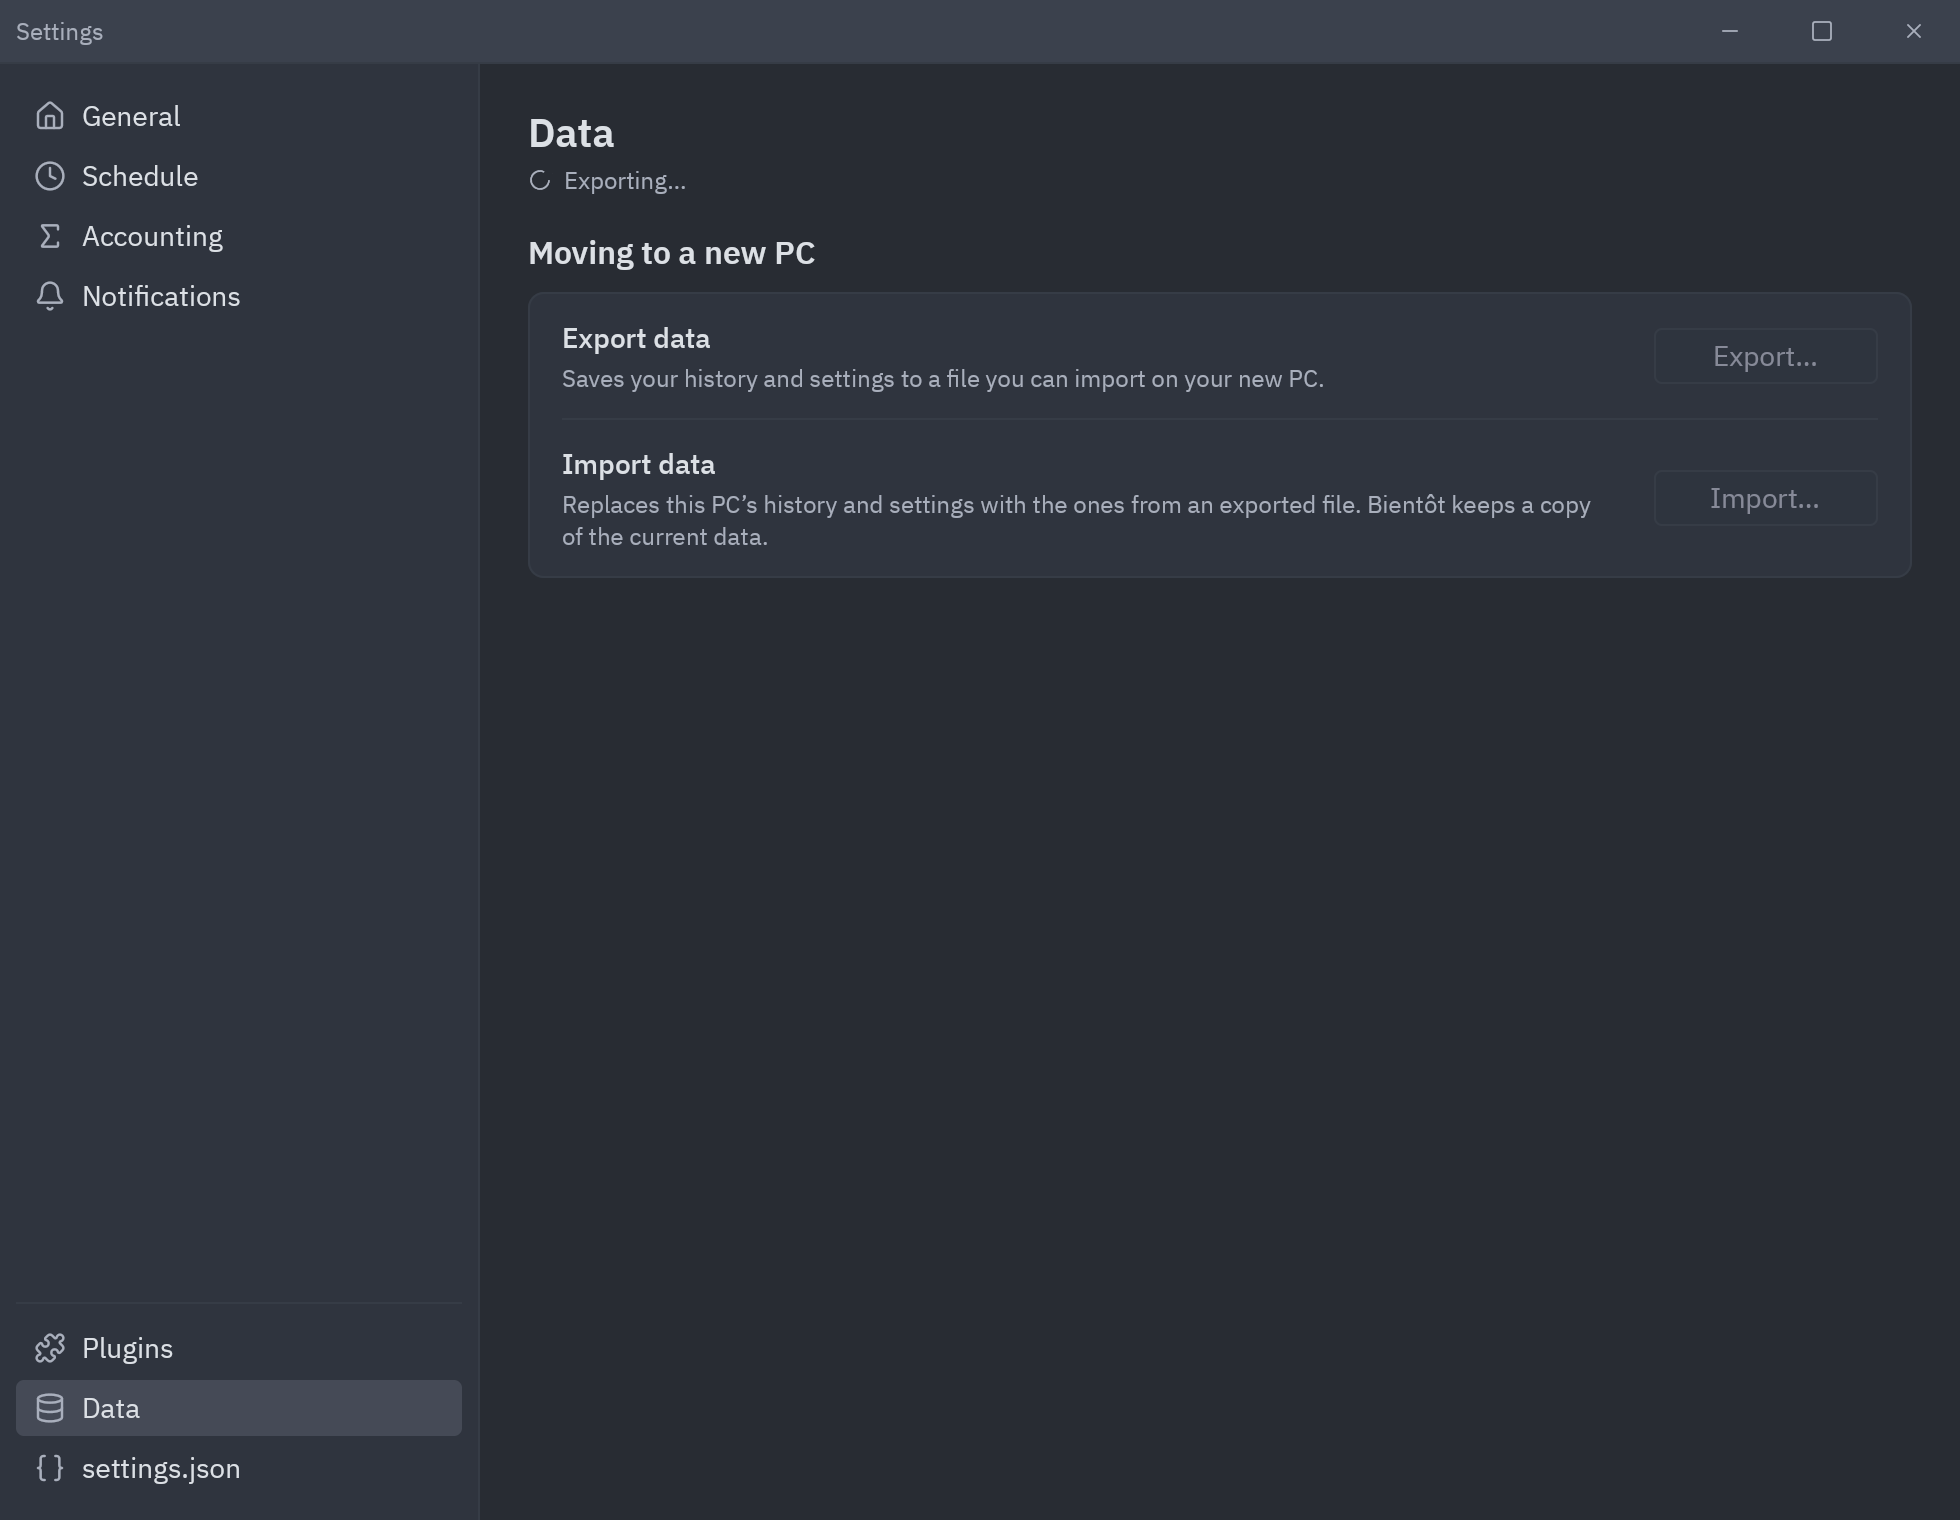 Settings
General
Schedule
Accounting
Notifications
Plugins
Data
settings.json
Data
Exporting...
Moving to a new PC
Export data
Saves your history and settings to a file you can import on your new PC.
Export...
Import data
Replaces this PC’s history and settings with the ones from an exported file. Bientôt keeps a copy
of the current data.
Import...